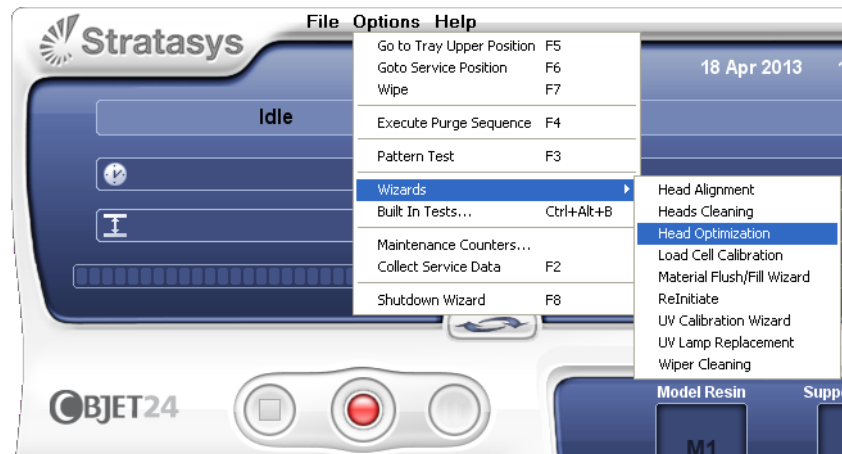 File Options Help
Stratasys
Go to Tray Upper Position F5
Goto Service Position F6
Wipe F7
Execute Purge Sequence F4
Pattern Test F3
Wizards
Built In Tests... Ctrl+Alt+B
Maintenance Counters...
Collect Service Data F2
Shutdown Wizard F8
18 Apr 2013 1
Idle
Head Alignment
Heads Cleaning
Head Optimization
Load Cell Calibration
Material Flush/Fill Wizard
ReInitiate
UV Calibration Wizard
UV Lamp Replacement
Wiper Cleaning
OBJET24
Model Resin Supp
M1